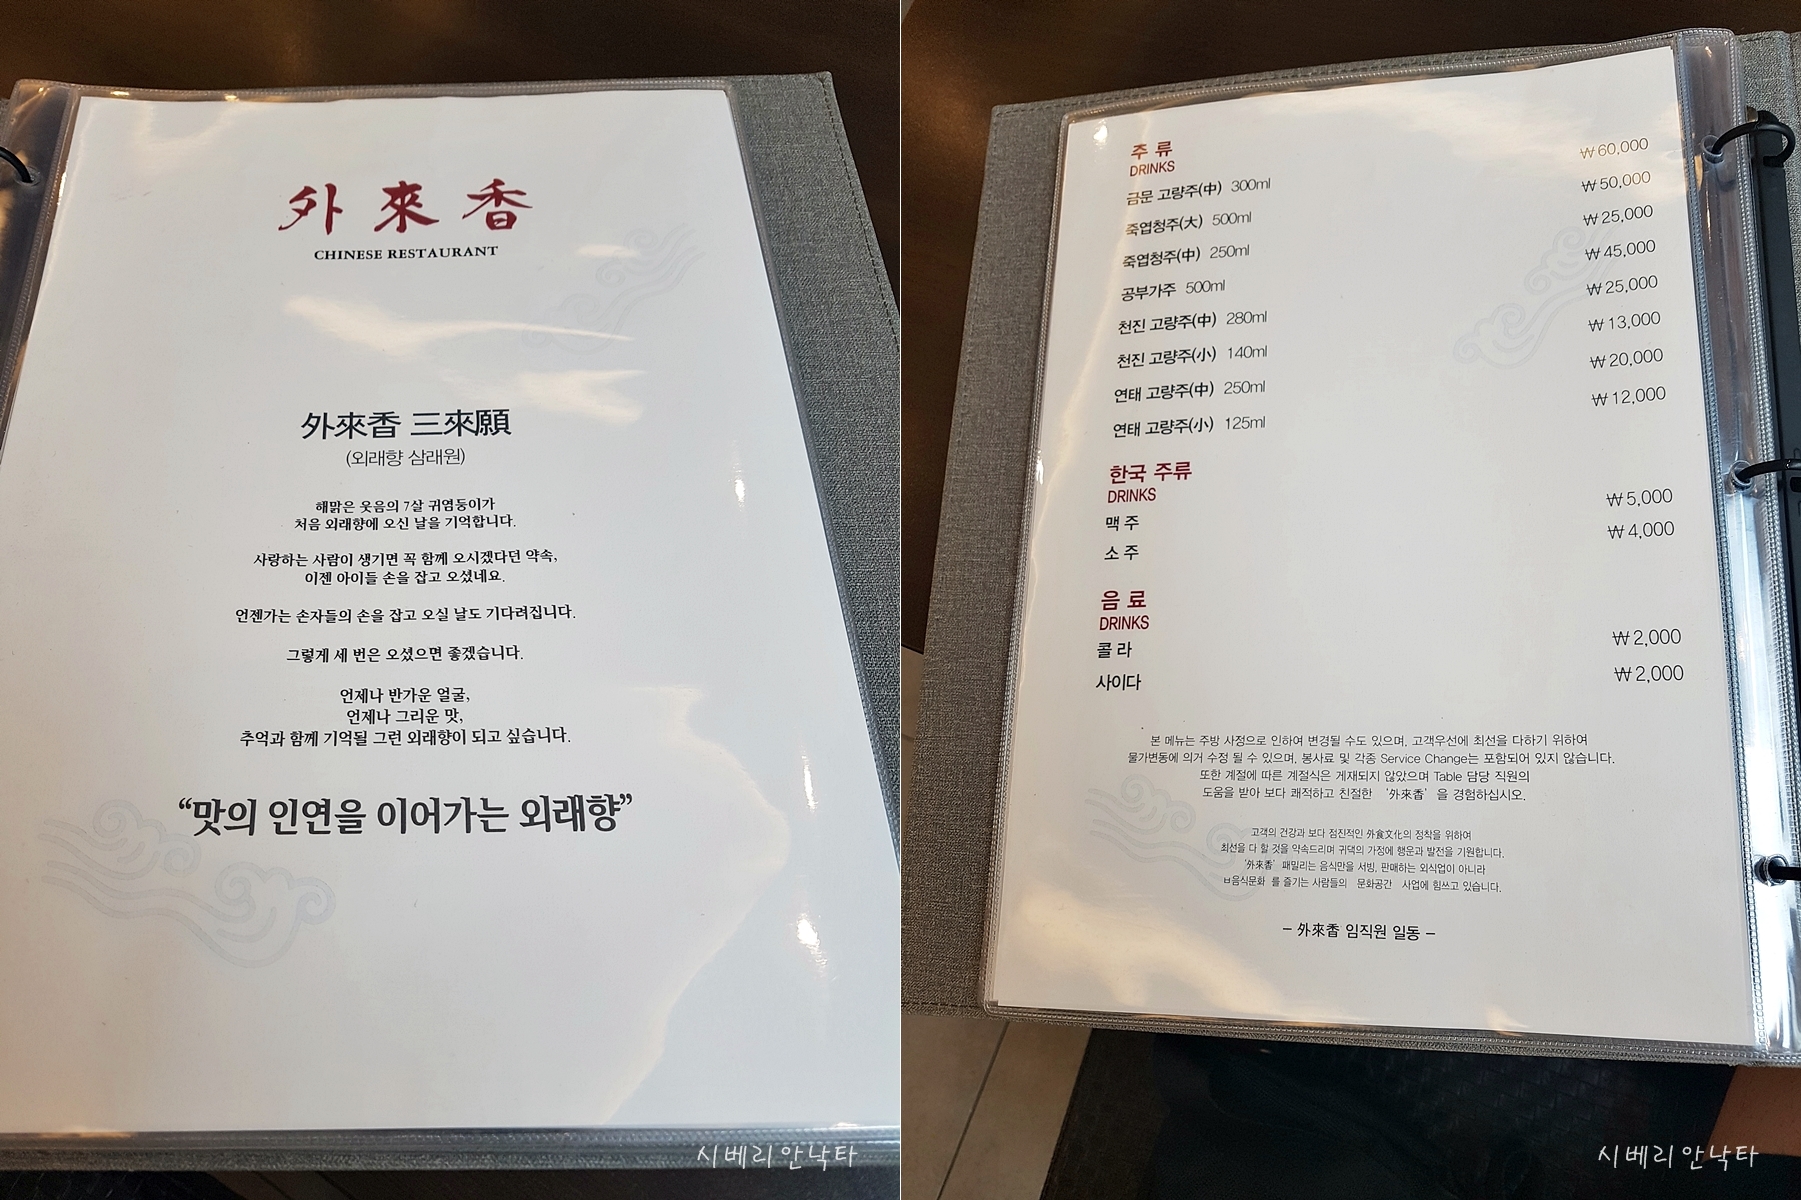 外來香
CHINESE RESTAURANT
外來香 三來願
(외래향 삼래원)
해맑은 웃음의 7살 귀염둥이가
처음 외래향에 오신 날을 기억합니다.
사랑하는 사람이 생기면 꼭 함께 오시겠다던 약속,
이젠 아이들 손을 잡고 오셨네요.
언젠가는 손자들의 손을 잡고 오실 날도 기다려집니다.
그렇게 세 번은 오셨으면 좋겠습니다.
언제나 반가운 얼굴,
언제나 그리운 맛,
추억과 함께 기억될 그런 외래향이 되고 싶습니다.
“맛의 인연을 이어가는 외래향”
시베리안낙타
주 류
DRINKS
금문 고량주(中) 300ml ₩60,000
죽엽청주(大) 500ml ₩50,000
죽엽청주(中) 250ml ₩25,000
공부가주 500ml ₩45,000
천진 고량주(中) 280ml ₩25,000
천진 고량주(小) 140ml ₩13,000
연태 고량주(中) 250ml ₩20,000
연태 고량주(小) 125ml ₩12,000
한국 주류
DRINKS
맥 주 ₩5,000
소 주 ₩4,000
음 료
DRINKS
콜 라 ₩2,000
사이다 ₩2,000
본 메뉴는 주방 사정으로 인하여 변경될 수도 있으며, 고객우선에 최선을 다하기 위하여
물가변동에 의거 수정 될 수 있으며, 봉사료 및 각종 Service Change는 포함되어 있지 않습니다.
또한 계절에 따른 계절식은 게재되지 않았으며 Table 담당 직원의
도움을 받아 보다 쾌적하고 친절한 ‘外來香’ 을 경험하십시오.
고객의 건강과 보다 점진적인 外食文化의 정착을 위하여
최선을 다 할 것을 약속드리며 귀댁의 가정에 행운과 발전을 기원합니다.
‘外來香’ 패밀리는 음식만을 서빙, 판매하는 외식업이 아니라
ㅂ음식문화 를 즐기는 사람들의 문화공간 사업에 힘쓰고 있습니다.
– 外來香 임직원 일동 –
시베리안낙타